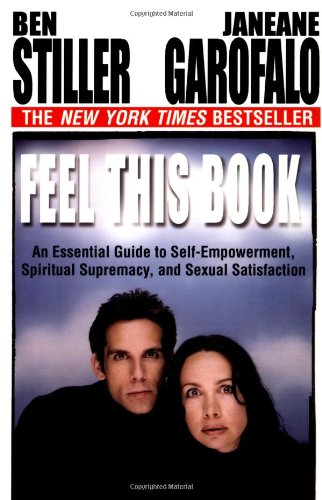 BEN JANEANE
STILLER GAROFALO
THE NEW YORK TIMES BESTSELLER
FEEL THIS BOOK
An Essential Guide to Self-Empowerment,
Spiritual Supremacy, and Sexual Satisfaction